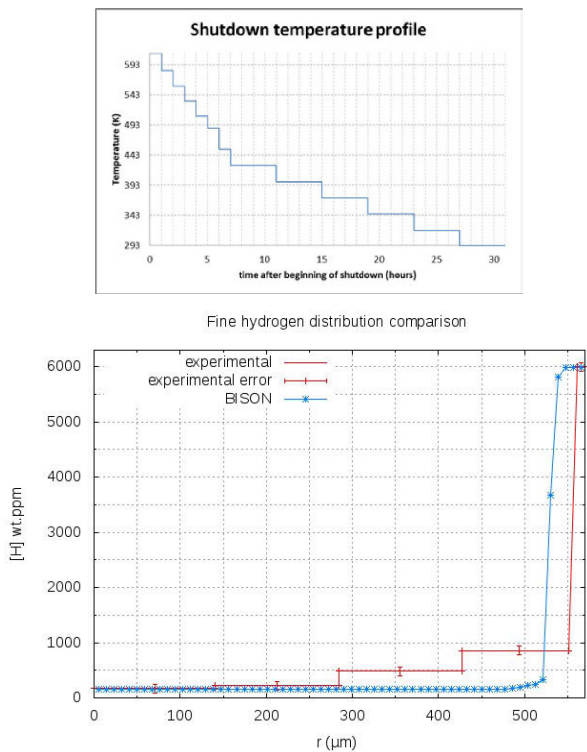 Shutdown temperature profile
593
543
493
443
393
343
293
Temperature (K)
0 5 10 15 20 25 30
time after beginning of shutdown (hours)
Fine hydrogen distribution comparison
experimental
experimental error
BISON
6000
5000
4000
3000
2000
1000
0
[H] wt.ppm
0 100 200 300 400 500
r (μm)